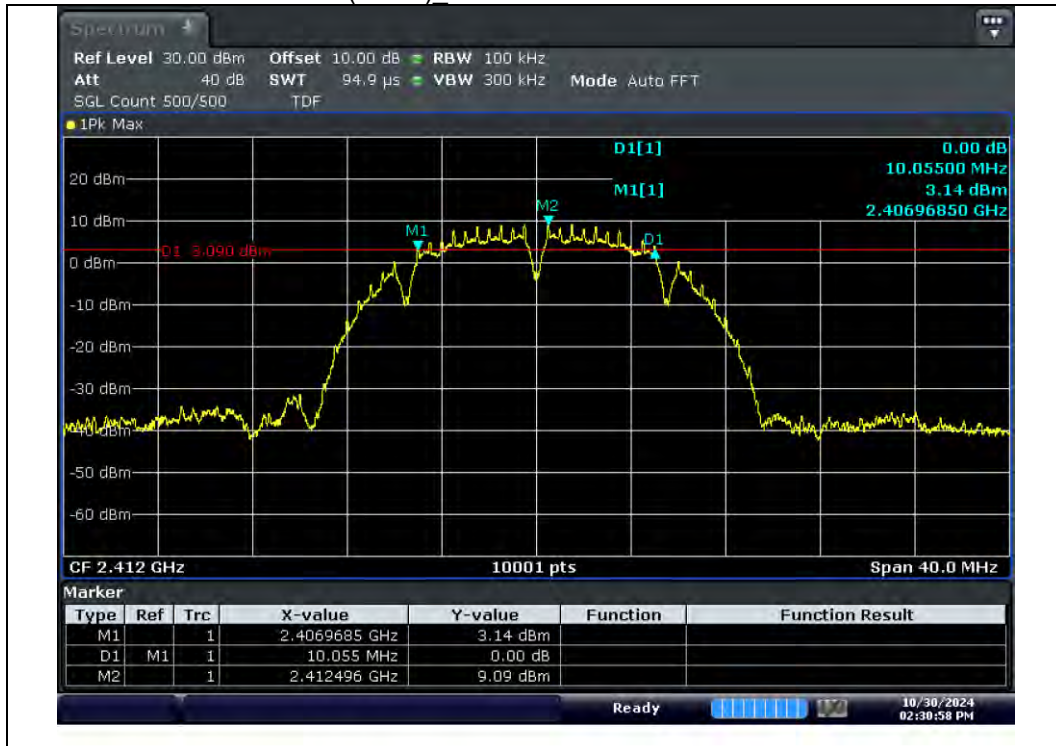 Spectrum
Ref Level 30.00 dBm Offset 10.00 dB RBW 100 kHz
Att 40 dB SWT 94.9 µs VBW 300 kHz Mode Auto FFT
SGL Count 500/500 TDF
1Pk Max
D1[1] 0.00 dB
10.05500 MHz
M1[1] 3.14 dBm
2.40696850 GHz
20 dBm
M2
10 dBm
M1
D1
D1 3.090 dBm
0 dBm
-10 dBm
-20 dBm
-30 dBm
-40 dBm
-50 dBm
-60 dBm
CF 2.412 GHz 10001 pts Span 40.0 MHz
Marker
Type Ref Trc X-value Y-value Function Function Result
M1 1 2.4069685 GHz 3.14 dBm
D1 M1 1 10.055 MHz 0.00 dB
M2 1 2.412496 GHz 9.09 dBm
Ready 10/30/2024
02:30:58 PM